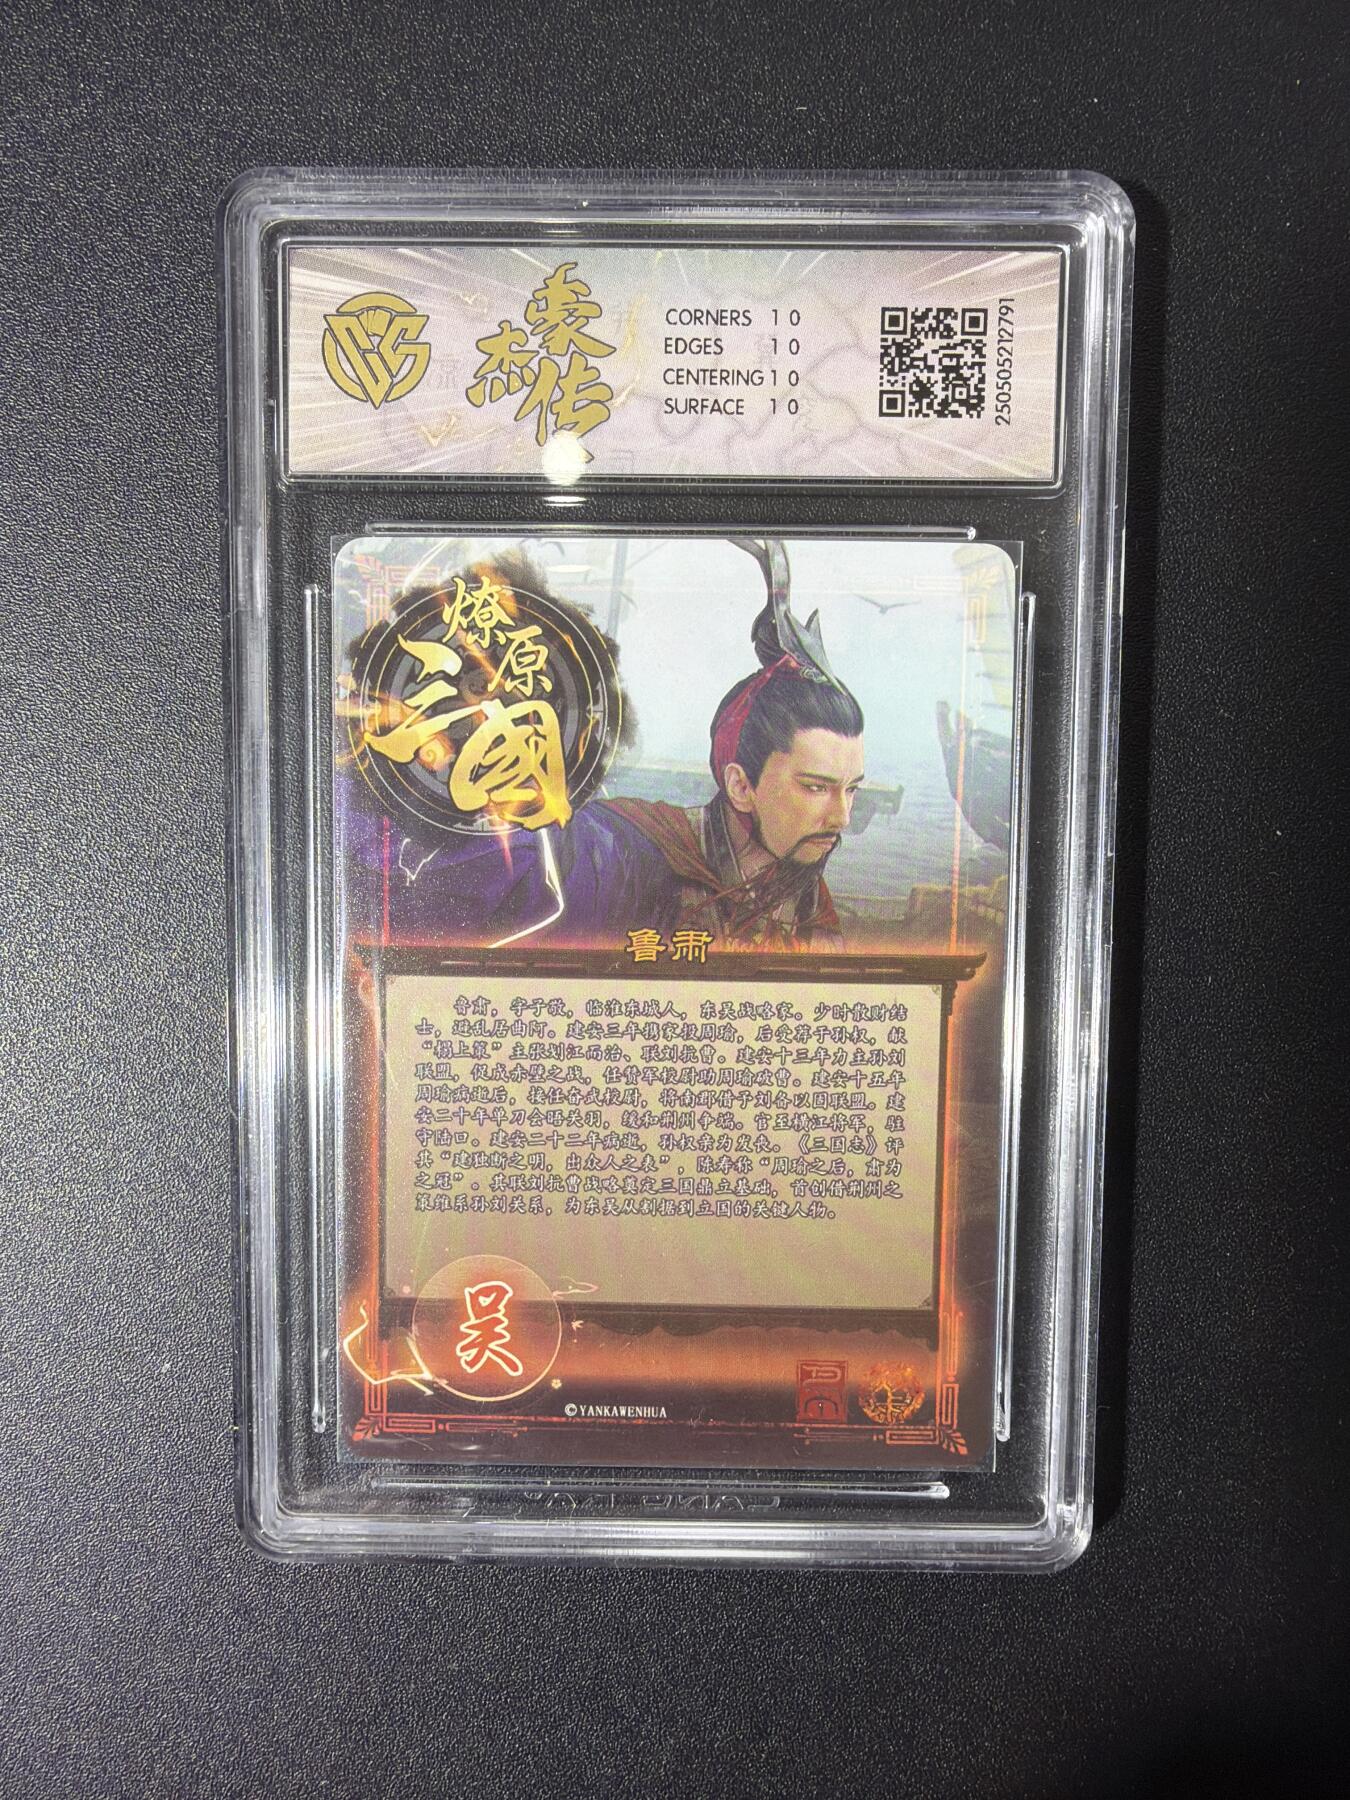 豪杰传
CORNERS 10
EDGES 10
CENTERING 10
SURFACE 10
250505212791
燎原
三國
鲁肃
鲁肃，字子敬，临淮东城人，东吴战略家。少时散财结
士，避乱居曲阿。建安三年携家投周瑜，后受荐于孙权，献
“榻上策”主张划江而治、联刘抗曹。建安十三年力主孙刘
联盟，促成赤壁之战，任赞军校尉助周瑜破曹。建安十五年
周瑜病逝后，接任奋武校尉，将南郡借予刘备以固联盟。建
安二十年单刀会晤关羽，缓和荆州争端。官至横江将军，驻
守陆口。建安二十二年病逝，孙权亲为发丧。《三国志》评
其“建独断之明，出众人之表”，陈寿称“周瑜之后，肃为
之冠”。其联刘抗曹战略奠定三国鼎立基础，首创借荆州之
策维系孙刘关系，为东吴从割据到立国的关键人物。
吴
©YANKAWENHUA